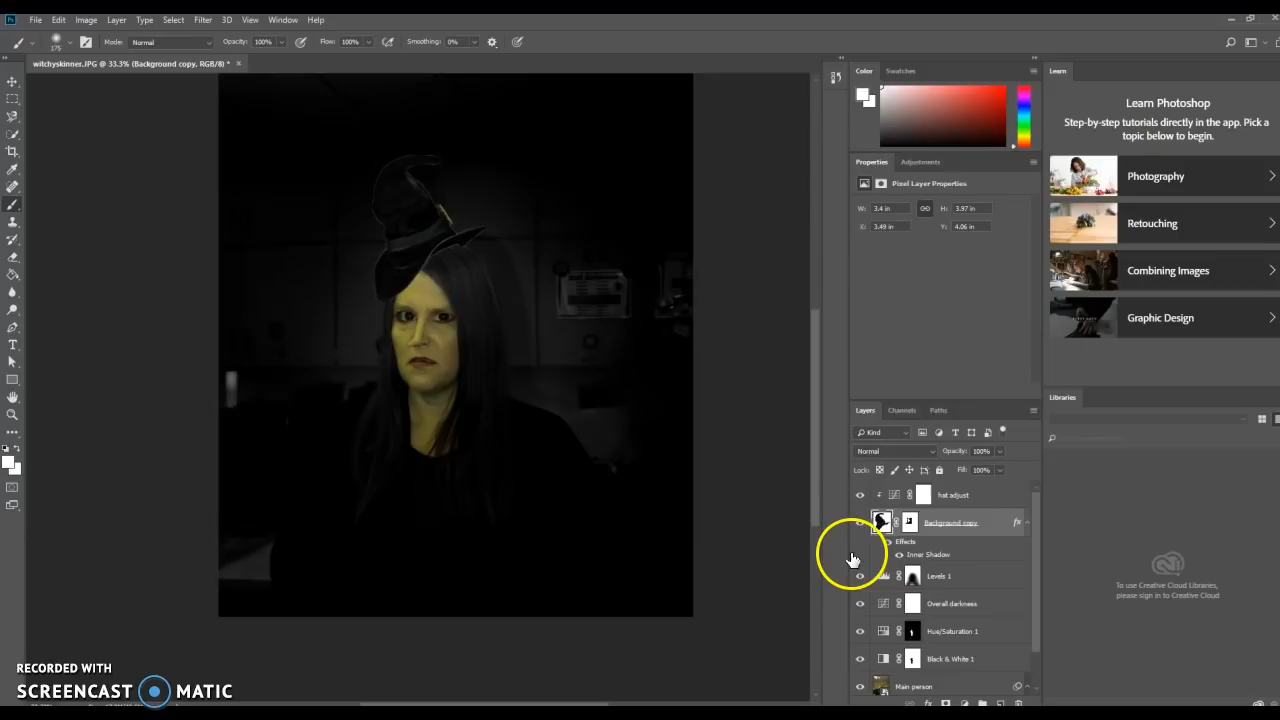 Ps File Edit Image Layer Type Select Filter 3D View Window Help
175 Mode: Normal Opacity: 100% Flow: 100% Smoothing: 0%
witchyskinner.JPG @ 33.3% (Background copy, RGB/8) * ×
Color Swatches
Learn
Learn Photoshop
Step-by-step tutorials directly in the app. Pick a
topic below to begin.
Properties Adjustments
Photography
Pixel Layer Properties
W: 3.4 in H: 3.97 in
X: 3.49 in Y: 4.06 in
Retouching
Combining Images
Graphic Design
Libraries
Layers Channels Paths
Kind
Normal Opacity: 100%
Lock: Fill: 100%
hat adjust
Background copy fx
Effects
Inner Shadow
Levels 1
Overall darkness
Hue/Saturation 1
Black & White 1
Main person
To use Creative Cloud Libraries,
please sign in to Creative Cloud
RECORDED WITH
SCREENCAST MATIC